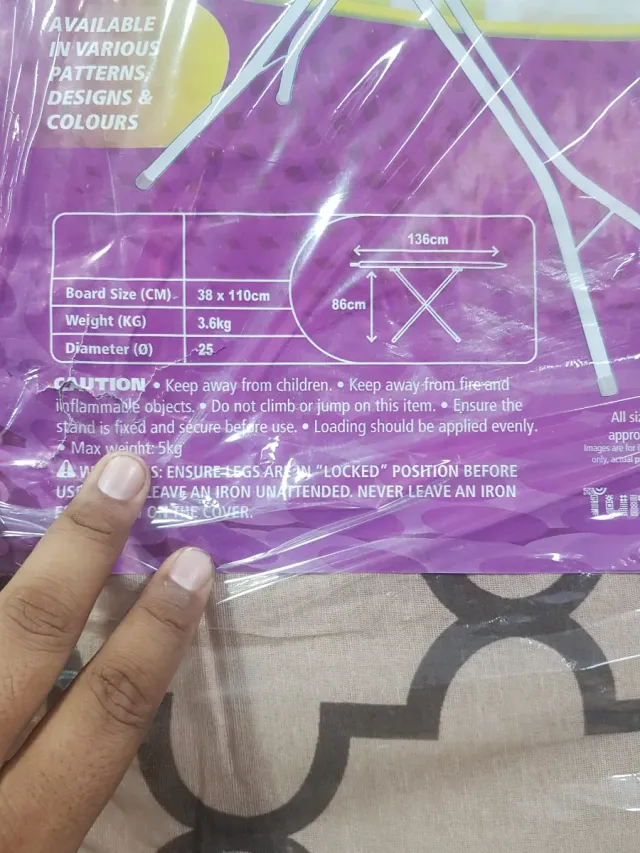 AVAILABLE
IN VARIOUS
PATTERNS,
DESIGNS &
COLOURS
136cm
86cm
Board Size (CM) 38 x 110cm
Weight (KG) 3.6kg
Diameter (Ø) 25
CAUTION • Keep away from children. • Keep away from fire and
inflammable objects. • Do not climb or jump on this item. • Ensure the
stand is fixed and secure before use. • Loading should be applied evenly.
• Max weight: 5kg
ENSURE LEGS ARE IN "LOCKED" POSITION BEFORE
LEAVE AN IRON UNATTENDED. NEVER LEAVE AN IRON
ON THE COVER.
All
Images are for
only, actual